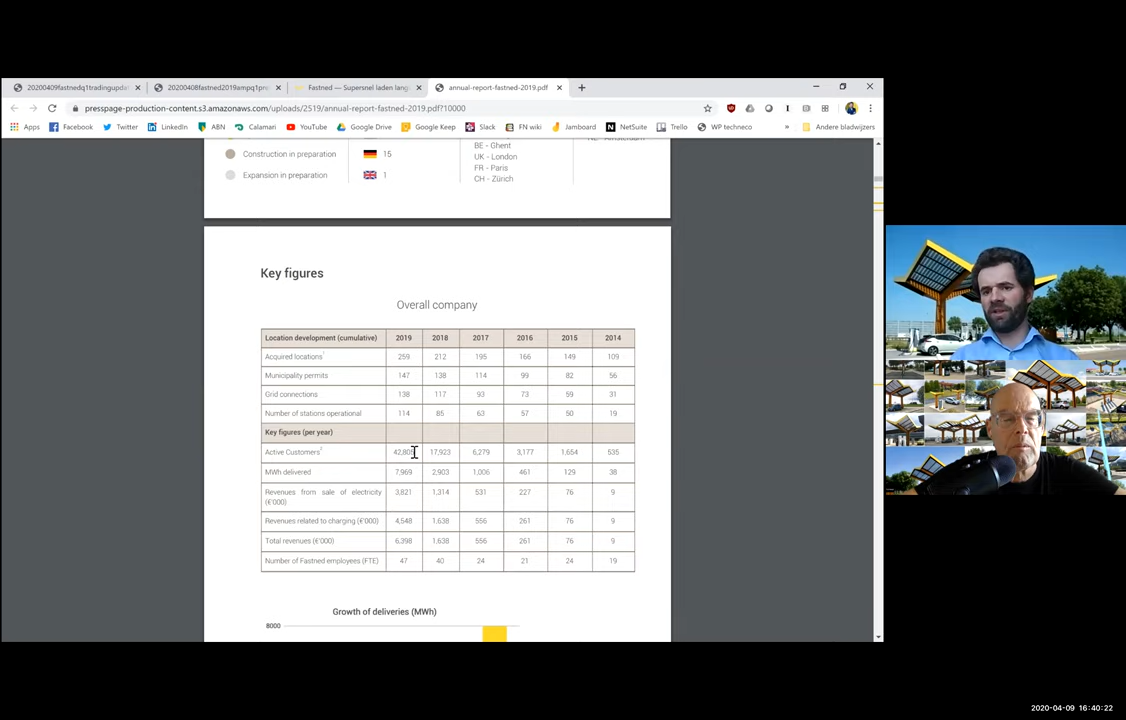 20200409fastnedq1tradingupda
20200408fastned2019ampq1pre
Fastned — Supersnel laden lang
annual-report-fastned-2019.pdf
presspage-production-content.s3.amazonaws.com/uploads/2519/annual-report-fastned-2019.pdf?10000
Apps Facebook Twitter LinkedIn ABN Calamari YouTube Google Drive Google Keep Slack FN wiki Jamboard NetSuite Trello WP techneco » Andere bladwijzers
Construction in preparation 15
Expansion in preparation 1
BE - Ghent
UK - London
FR - Paris
CH - Zürich
Key figures
Overall company
Location development (cumulative) 2019 2018 2017 2016 2015 2014
Acquired locations 259 212 195 166 149 109
Municipality permits 147 138 114 99 82 56
Grid connections 138 117 93 73 59 31
Number of stations operational 114 85 63 57 50 19
Key figures (per year)
Active Customers 42,805 17,923 6,279 3,177 1,654 535
MWh delivered 7,969 2,903 1,006 461 129 38
Revenues from sale of electricity (€'000) 3,821 1,314 531 227 76 9
Revenues related to charging (€'000) 4,548 1,638 556 261 76 9
Total revenues (€'000) 6,398 1,638 556 261 76 9
Number of Fastned employees (FTE) 47 40 24 21 24 19
Growth of deliveries (MWh)
8000
2020-04-09 16:40:22